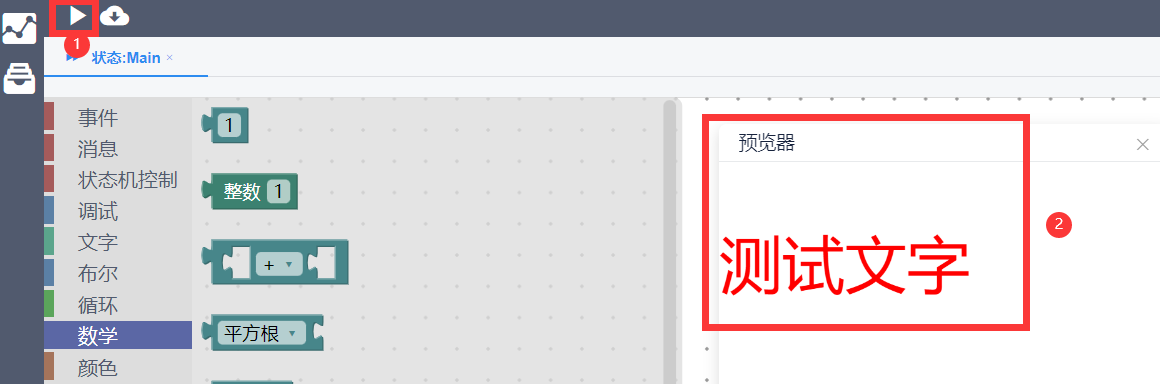 1
状态:Main ×
事件
消息
状态机控制
调试
文字
布尔
循环
数学
颜色
1
整数 1
+
平方根
预览器
测试文字
2